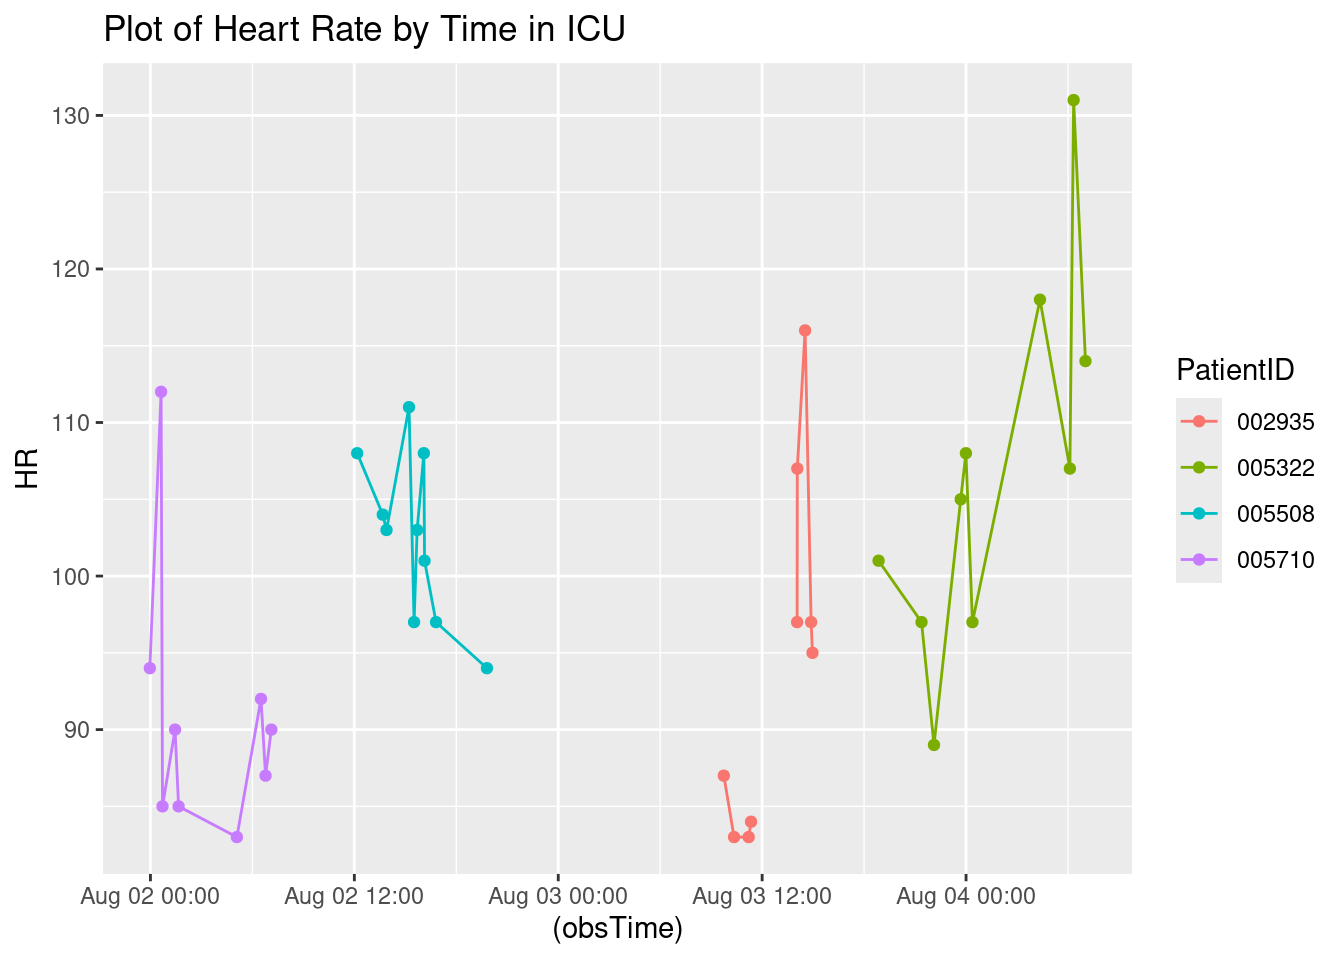 Plot of Heart Rate by Time in ICU
130
120
110
100
90
HR
Aug 02 00:00
Aug 02 12:00
Aug 03 00:00
Aug 03 12:00
Aug 04 00:00
(obsTime)
PatientID
002935
005322
005508
005710